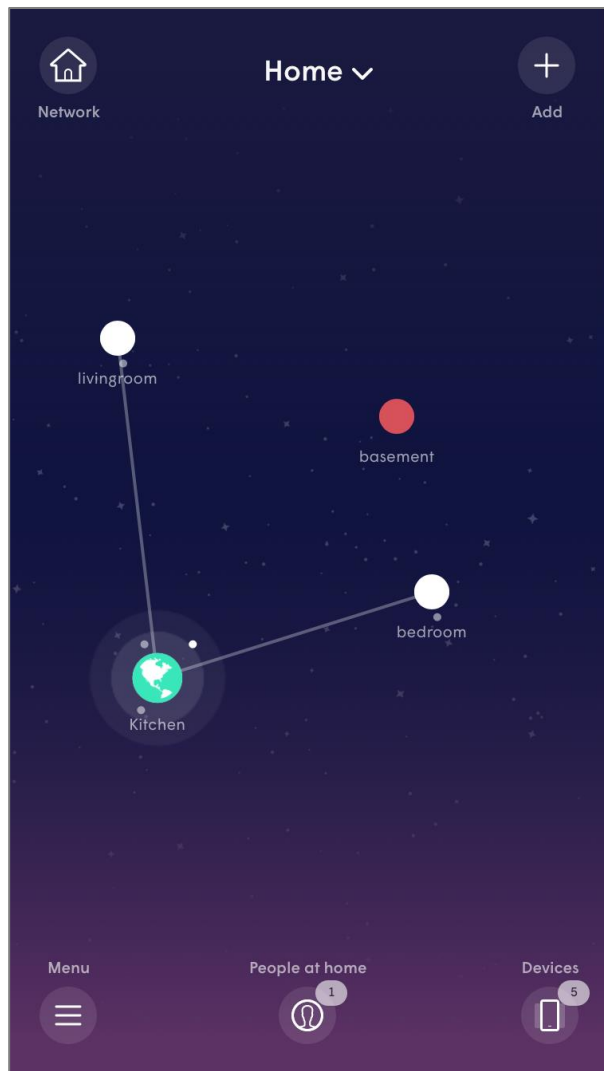 Home
Network
Add
livingroom
basement
bedroom
Kitchen
Menu
People at home
Devices
1
5